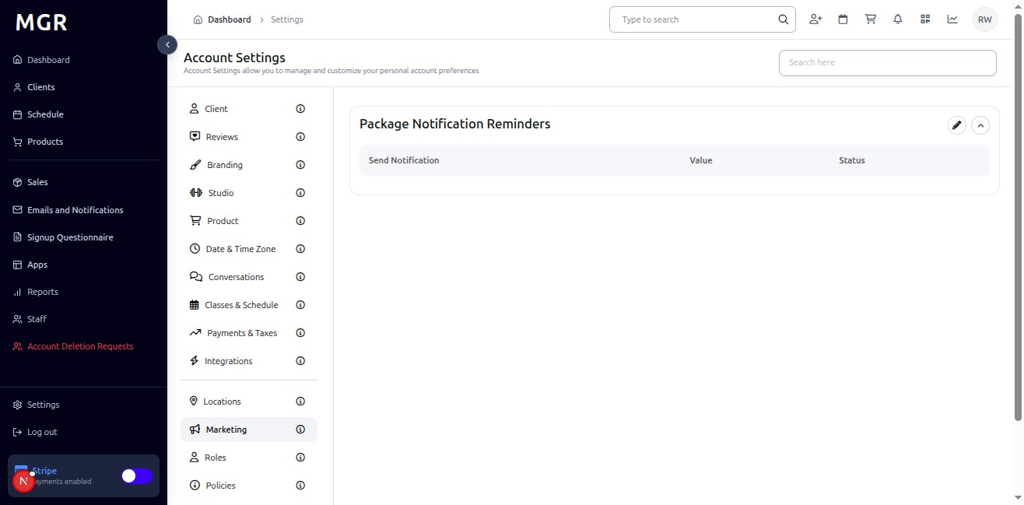 MGR
Dashboard
Clients
Schedule
Products
Sales
Emails and Notifications
Signup Questionnaire
Apps
Reports
Staff
Account Deletion Requests
Settings
Log out
Stripe
ayments enabled
N
Dashboard > Settings
Type to search
RW
Account Settings
Account Settings allow you to manage and customize your personal account preferences
Search here
Client
Reviews
Branding
Studio
Product
Date & Time Zone
Conversations
Classes & Schedule
Payments & Taxes
Integrations
Locations
Marketing
Roles
Policies
Package Notification Reminders
Send Notification Value Status